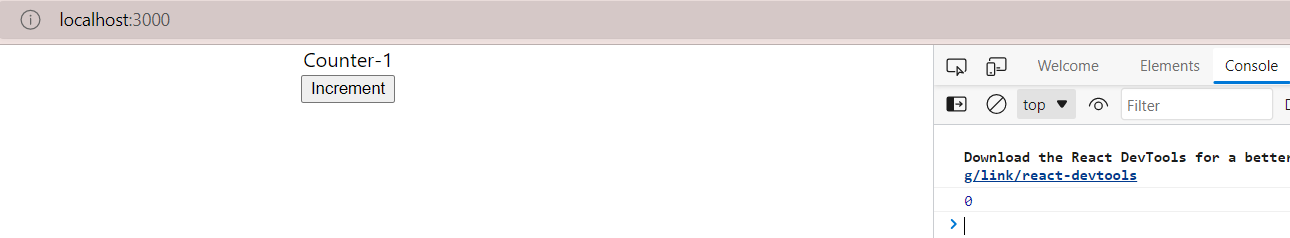 localhost:3000
Counter-1
Increment
Welcome Elements Console
top Filter
Download the React DevTools for a better
g/link/react-devtools
0
>